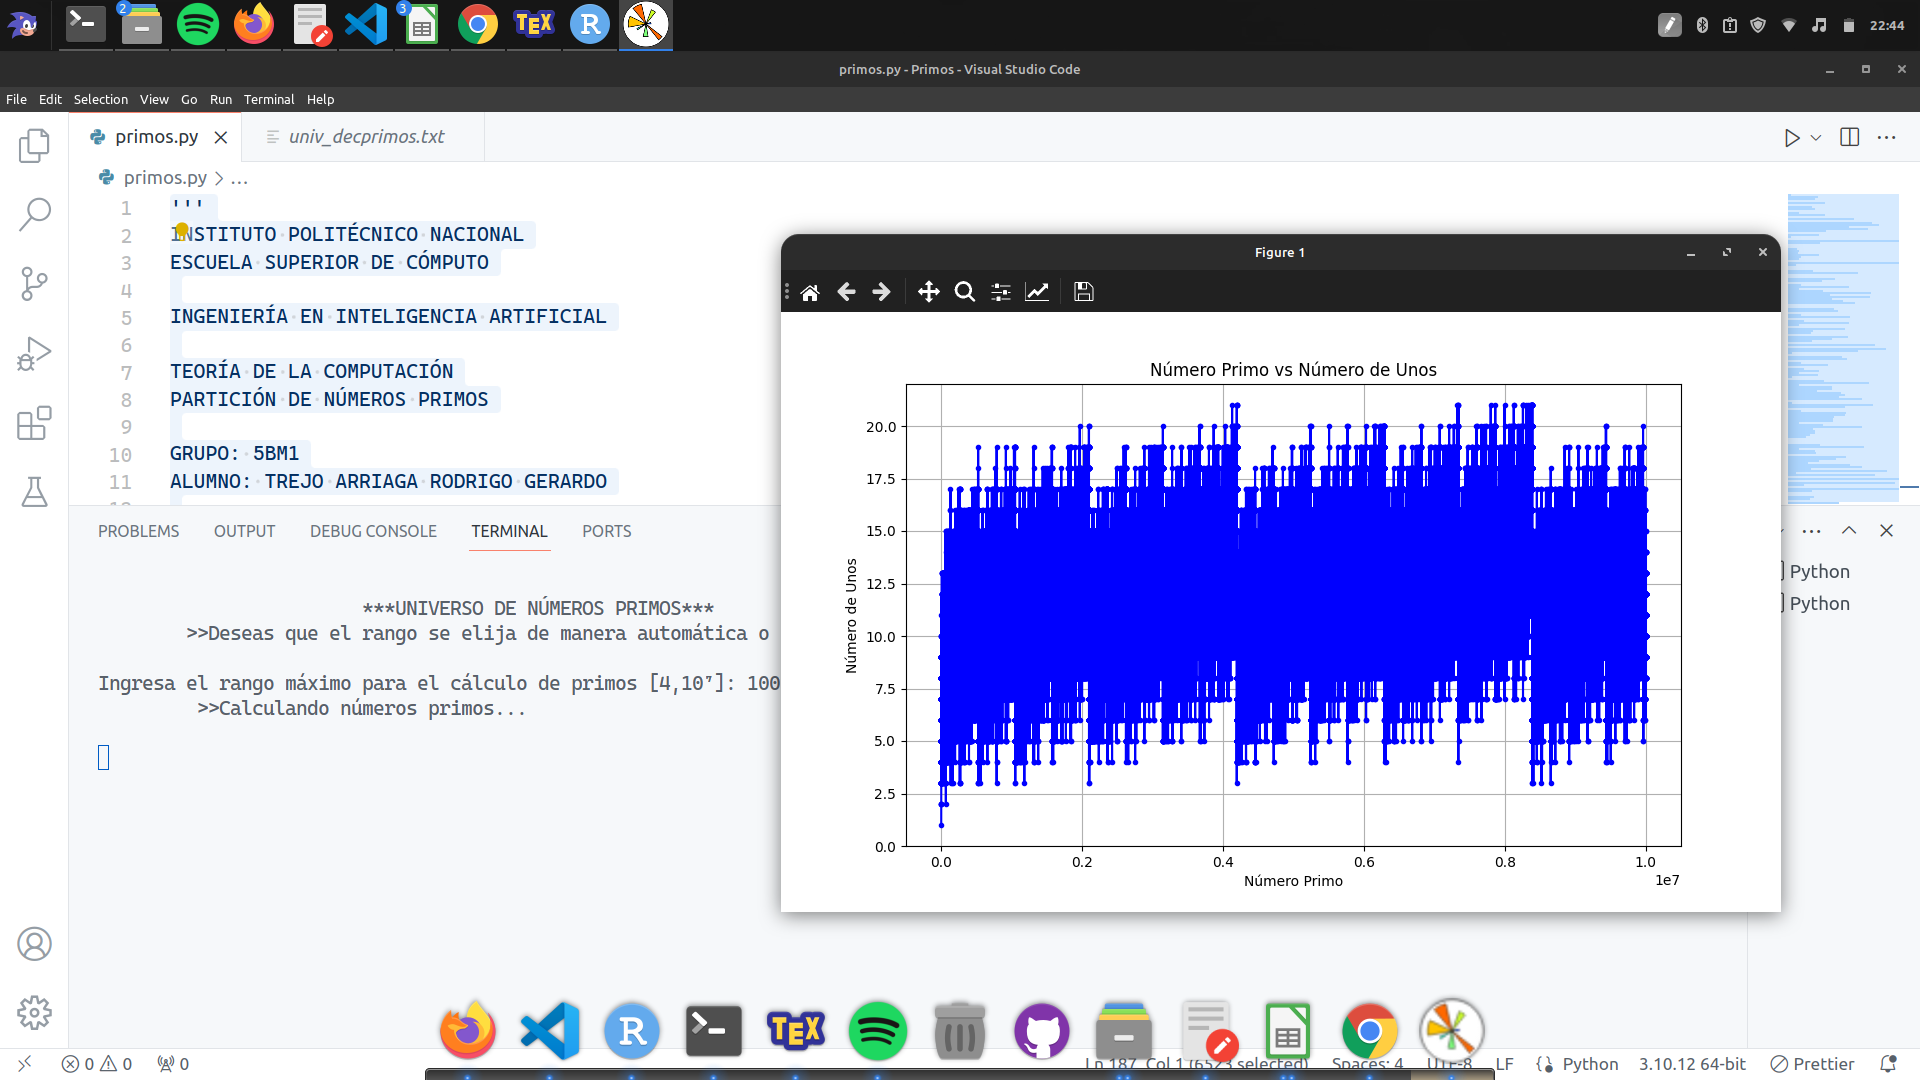 2
3
TEX
R
22:44
primos.py - Primos - Visual Studio Code
File Edit Selection View Go Run Terminal Help
primos.py
univ_decprimos.txt
primos.py > ...
1 '''
2 INSTITUTO POLITÉCNICO NACIONAL
3 ESCUELA SUPERIOR DE CÓMPUTO
4
5 INGENIERÍA EN INTELIGENCIA ARTIFICIAL
6
7 TEORÍA DE LA COMPUTACIÓN
8 PARTICIÓN DE NÚMEROS PRIMOS
9
10 GRUPO: 5BM1
11 ALUMNO: TREJO ARRIAGA RODRIGO GERARDO
PROBLEMS OUTPUT DEBUG CONSOLE TERMINAL PORTS
***UNIVERSO DE NÚMEROS PRIMOS***
>>Deseas que el rango se elija de manera automática o
Ingresa el rango máximo para el cálculo de primos [4,10⁷]: 100
>>Calculando números primos...
Python
Python
Figure 1
Número Primo vs Número de Unos
Número de Unos
20.0
17.5
15.0
12.5
10.0
7.5
5.0
2.5
0.0
0.0 0.2 0.4 0.6 0.8 1.0
1e7
Número Primo
R
TEX
0 0 0
Ln 187, Col 1 (6523 selected) Spaces: 4 UTF-8 LF Python 3.10.12 64-bit Prettier